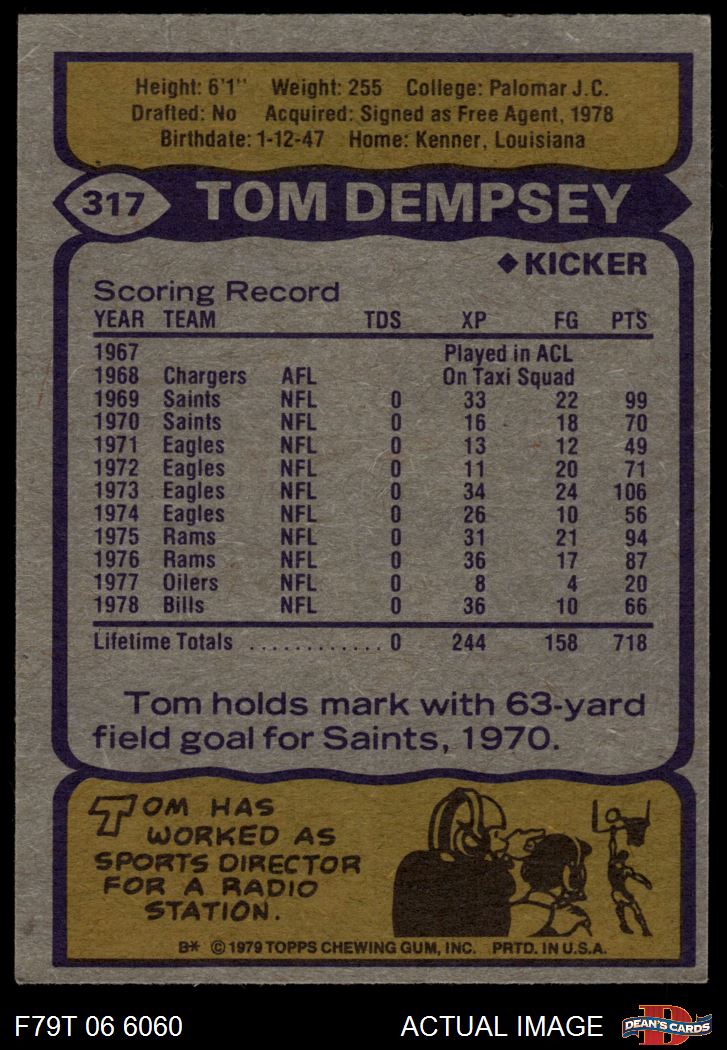 Height: 6'1" Weight: 255 College: Palomar J.C.
Drafted: No Acquired: Signed as Free Agent, 1978
Birthdate: 1-12-47 Home: Kenner, Louisiana
317 TOM DEMPSEY
◆ KICKER
Scoring Record
YEAR TEAM TDS XP FG PTS
1967 Played in ACL
1968 Chargers AFL On Taxi Squad
1969 Saints NFL 0 33 22 99
1970 Saints NFL 0 16 18 70
1971 Eagles NFL 0 13 12 49
1972 Eagles NFL 0 11 20 71
1973 Eagles NFL 0 34 24 106
1974 Eagles NFL 0 26 10 56
1975 Rams NFL 0 31 21 94
1976 Rams NFL 0 36 17 87
1977 Oilers NFL 0 8 4 20
1978 Bills NFL 0 36 10 66
Lifetime Totals . . . . . . . . . . . . 0 244 158 718
Tom holds mark with 63-yard
field goal for Saints, 1970.
TOM HAS
WORKED AS
SPORTS DIRECTOR
FOR A RADIO
STATION.
B* © 1979 TOPPS CHEWING GUM, INC. PRTD. IN U.S.A.
F79T 06 6060 ACTUAL IMAGE D DEAN'S CARDS